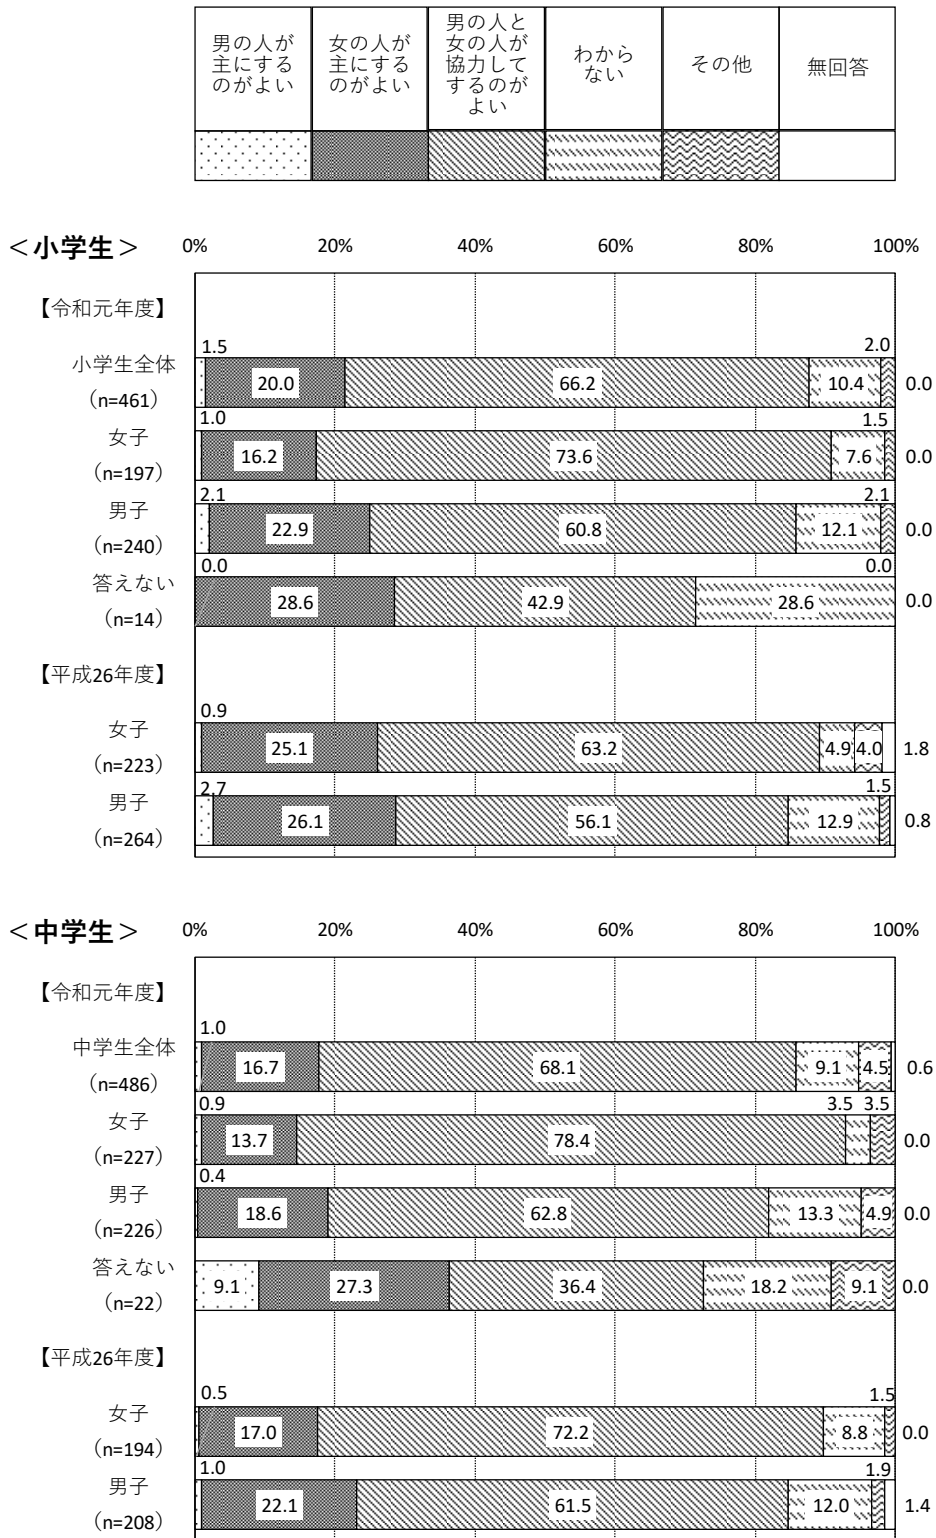 男の人が
主にする
のがよい
女の人が
主にする
のがよい
男の人と
女の人が
協力して
するのが
よい
わから
ない
その他
無回答
＜小学生＞
0% 20% 40% 60% 80% 100%
【令和元年度】
1.5 2.0
小学生全体
20.0 66.2 10.4 0.0
（n=461）
1.0 1.5
女子
16.2 73.6 7.6 0.0
（n=197）
2.1 2.1
男子
22.9 60.8 12.1 0.0
（n=240）
0.0 0.0
答えない
28.6 42.9 28.6 0.0
（n=14）
【平成26年度】
0.9
女子
25.1 63.2 4.9 4.0 1.8
（n=223）
2.7 1.5
男子
26.1 56.1 12.9 0.8
（n=264）
＜中学生＞
0% 20% 40% 60% 80% 100%
【令和元年度】
1.0
中学生全体
16.7 68.1 9.1 4.5 0.6
（n=486）
0.9 3.5 3.5
女子
13.7 78.4 0.0
（n=227）
0.4
男子
18.6 62.8 13.3 4.9 0.0
（n=226）
答えない
9.1 27.3 36.4 18.2 9.1 0.0
（n=22）
【平成26年度】
0.5 1.5
女子
17.0 72.2 8.8 0.0
（n=194）
1.0 1.9
男子
22.1 61.5 12.0 1.4
（n=208）